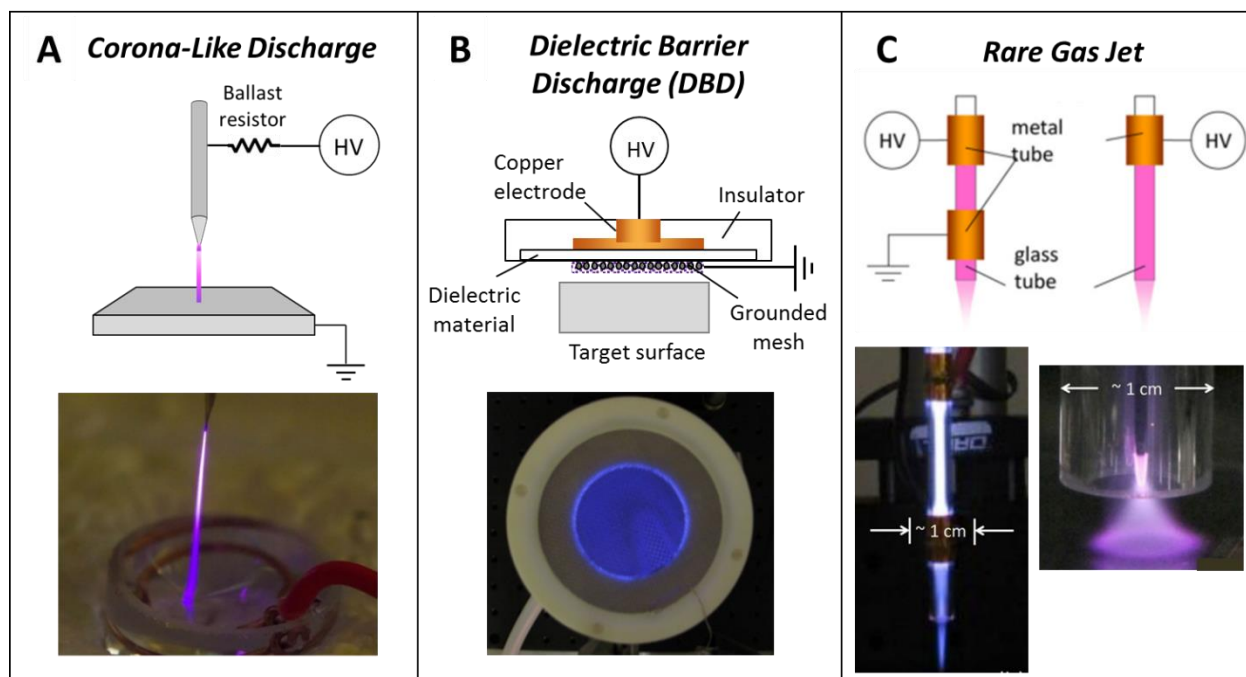 A
Corona-Like Discharge
Ballast
resistor
HV
B
Dielectric Barrier
Discharge (DBD)
HV
Copper
electrode
Insulator
Dielectric
material
Grounded
mesh
Target surface
C
Rare Gas Jet
HV
metal
tube
HV
glass
tube
~ 1 cm
~ 1 cm